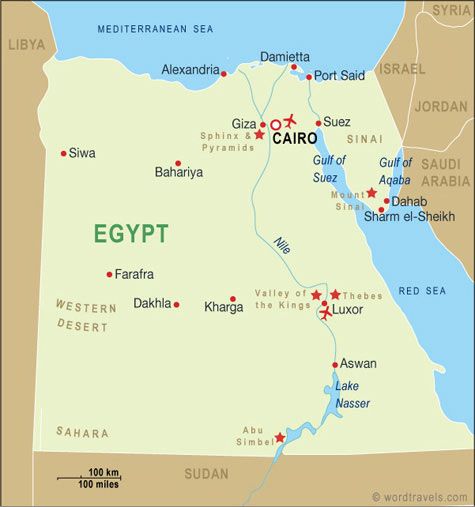 MEDITERRANEAN SEA
SYRIA
LIBYA
Damietta
ISRAEL
Alexandria
Port Said
JORDAN
Giza
Suez
CAIRO
Sphinx &
Pyramids
SINAI
Siwa
Bahariya
Gulf of
Suez
Gulf of
Aqaba
SAUDI
ARABIA
Mount
Sinai
Dahab
Sharm el-Sheikh
EGYPT
Nile
Farafra
RED SEA
Valley of
the Kings
Thebes
WESTERN
DESERT
Dakhla
Kharga
Luxor
Aswan
Lake
Nasser
SAHARA
Abu
Simbel
100 km
100 miles
SUDAN
© wordtravels.com